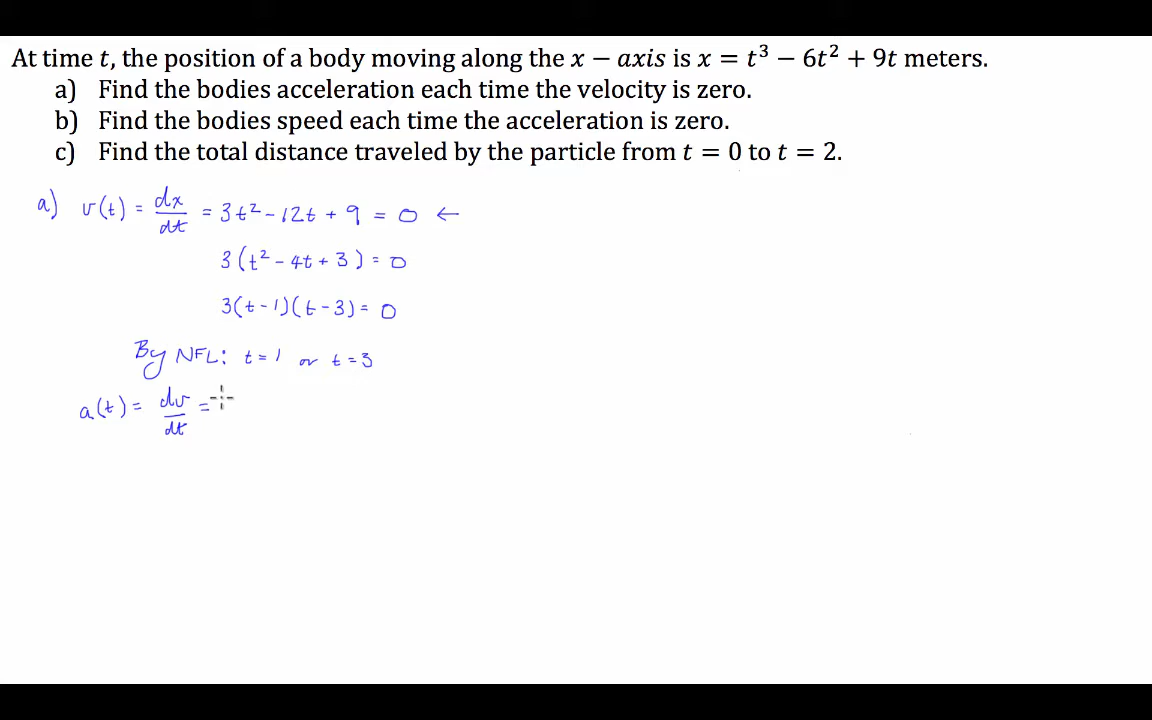 At time t, the position of a body moving along the x − axis is x = t³ − 6t² + 9t meters.
a) Find the bodies acceleration each time the velocity is zero.
b) Find the bodies speed each time the acceleration is zero.
c) Find the total distance traveled by the particle from t = 0 to t = 2.
a) v(t) = dx/dt = 3t² - 12t + 9 = 0 ←
3(t² - 4t + 3) = 0
3(t - 1)(t - 3) = 0
By NFL: t = 1 or t = 3
a(t) = dv/dt =